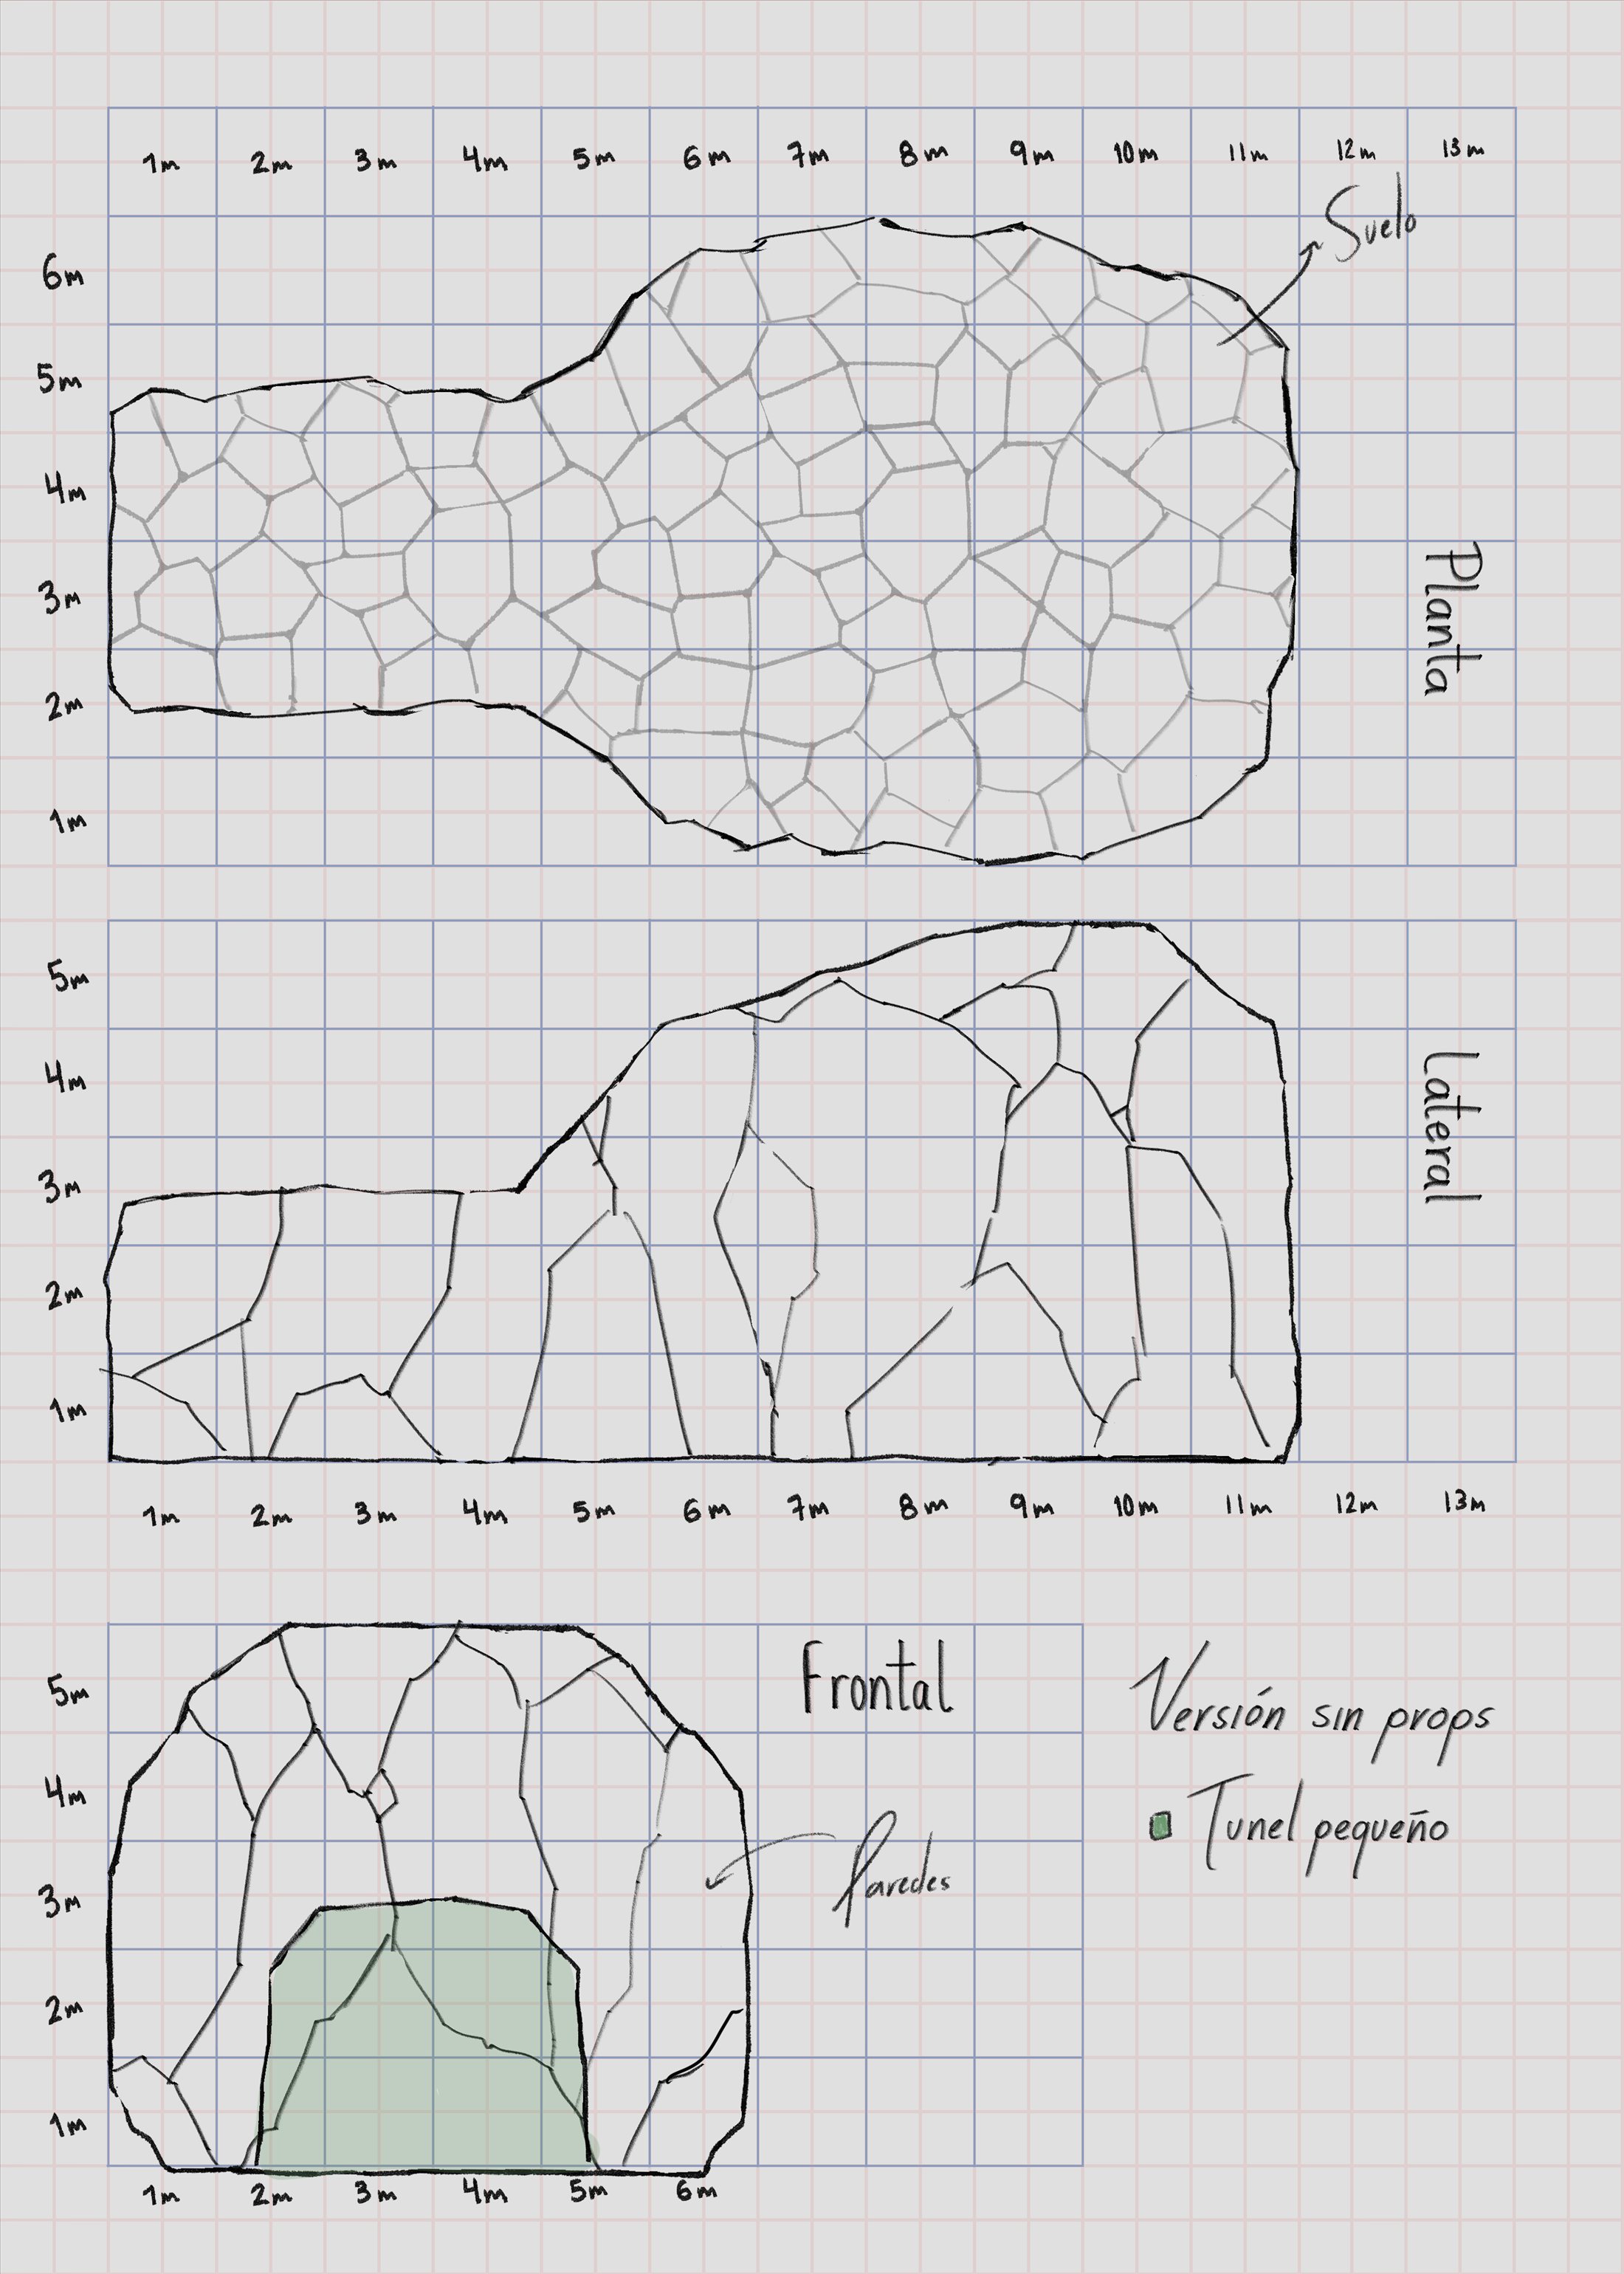 1m 2m 3m 4m 5m 6m 7m 8m 9m 10m 11m 12m 13m
Suelo
6m
5m
4m
3m
2m
1m
Planta
5m
4m
3m
2m
1m
Lateral
1m 2m 3m 4m 5m 6m 7m 8m 9m 10m 11m 12m 13m
Frontal
5m
4m
3m
2m
1m
Paredes
1m 2m 3m 4m 5m 6m
Versión sin props
Tunel pequeño